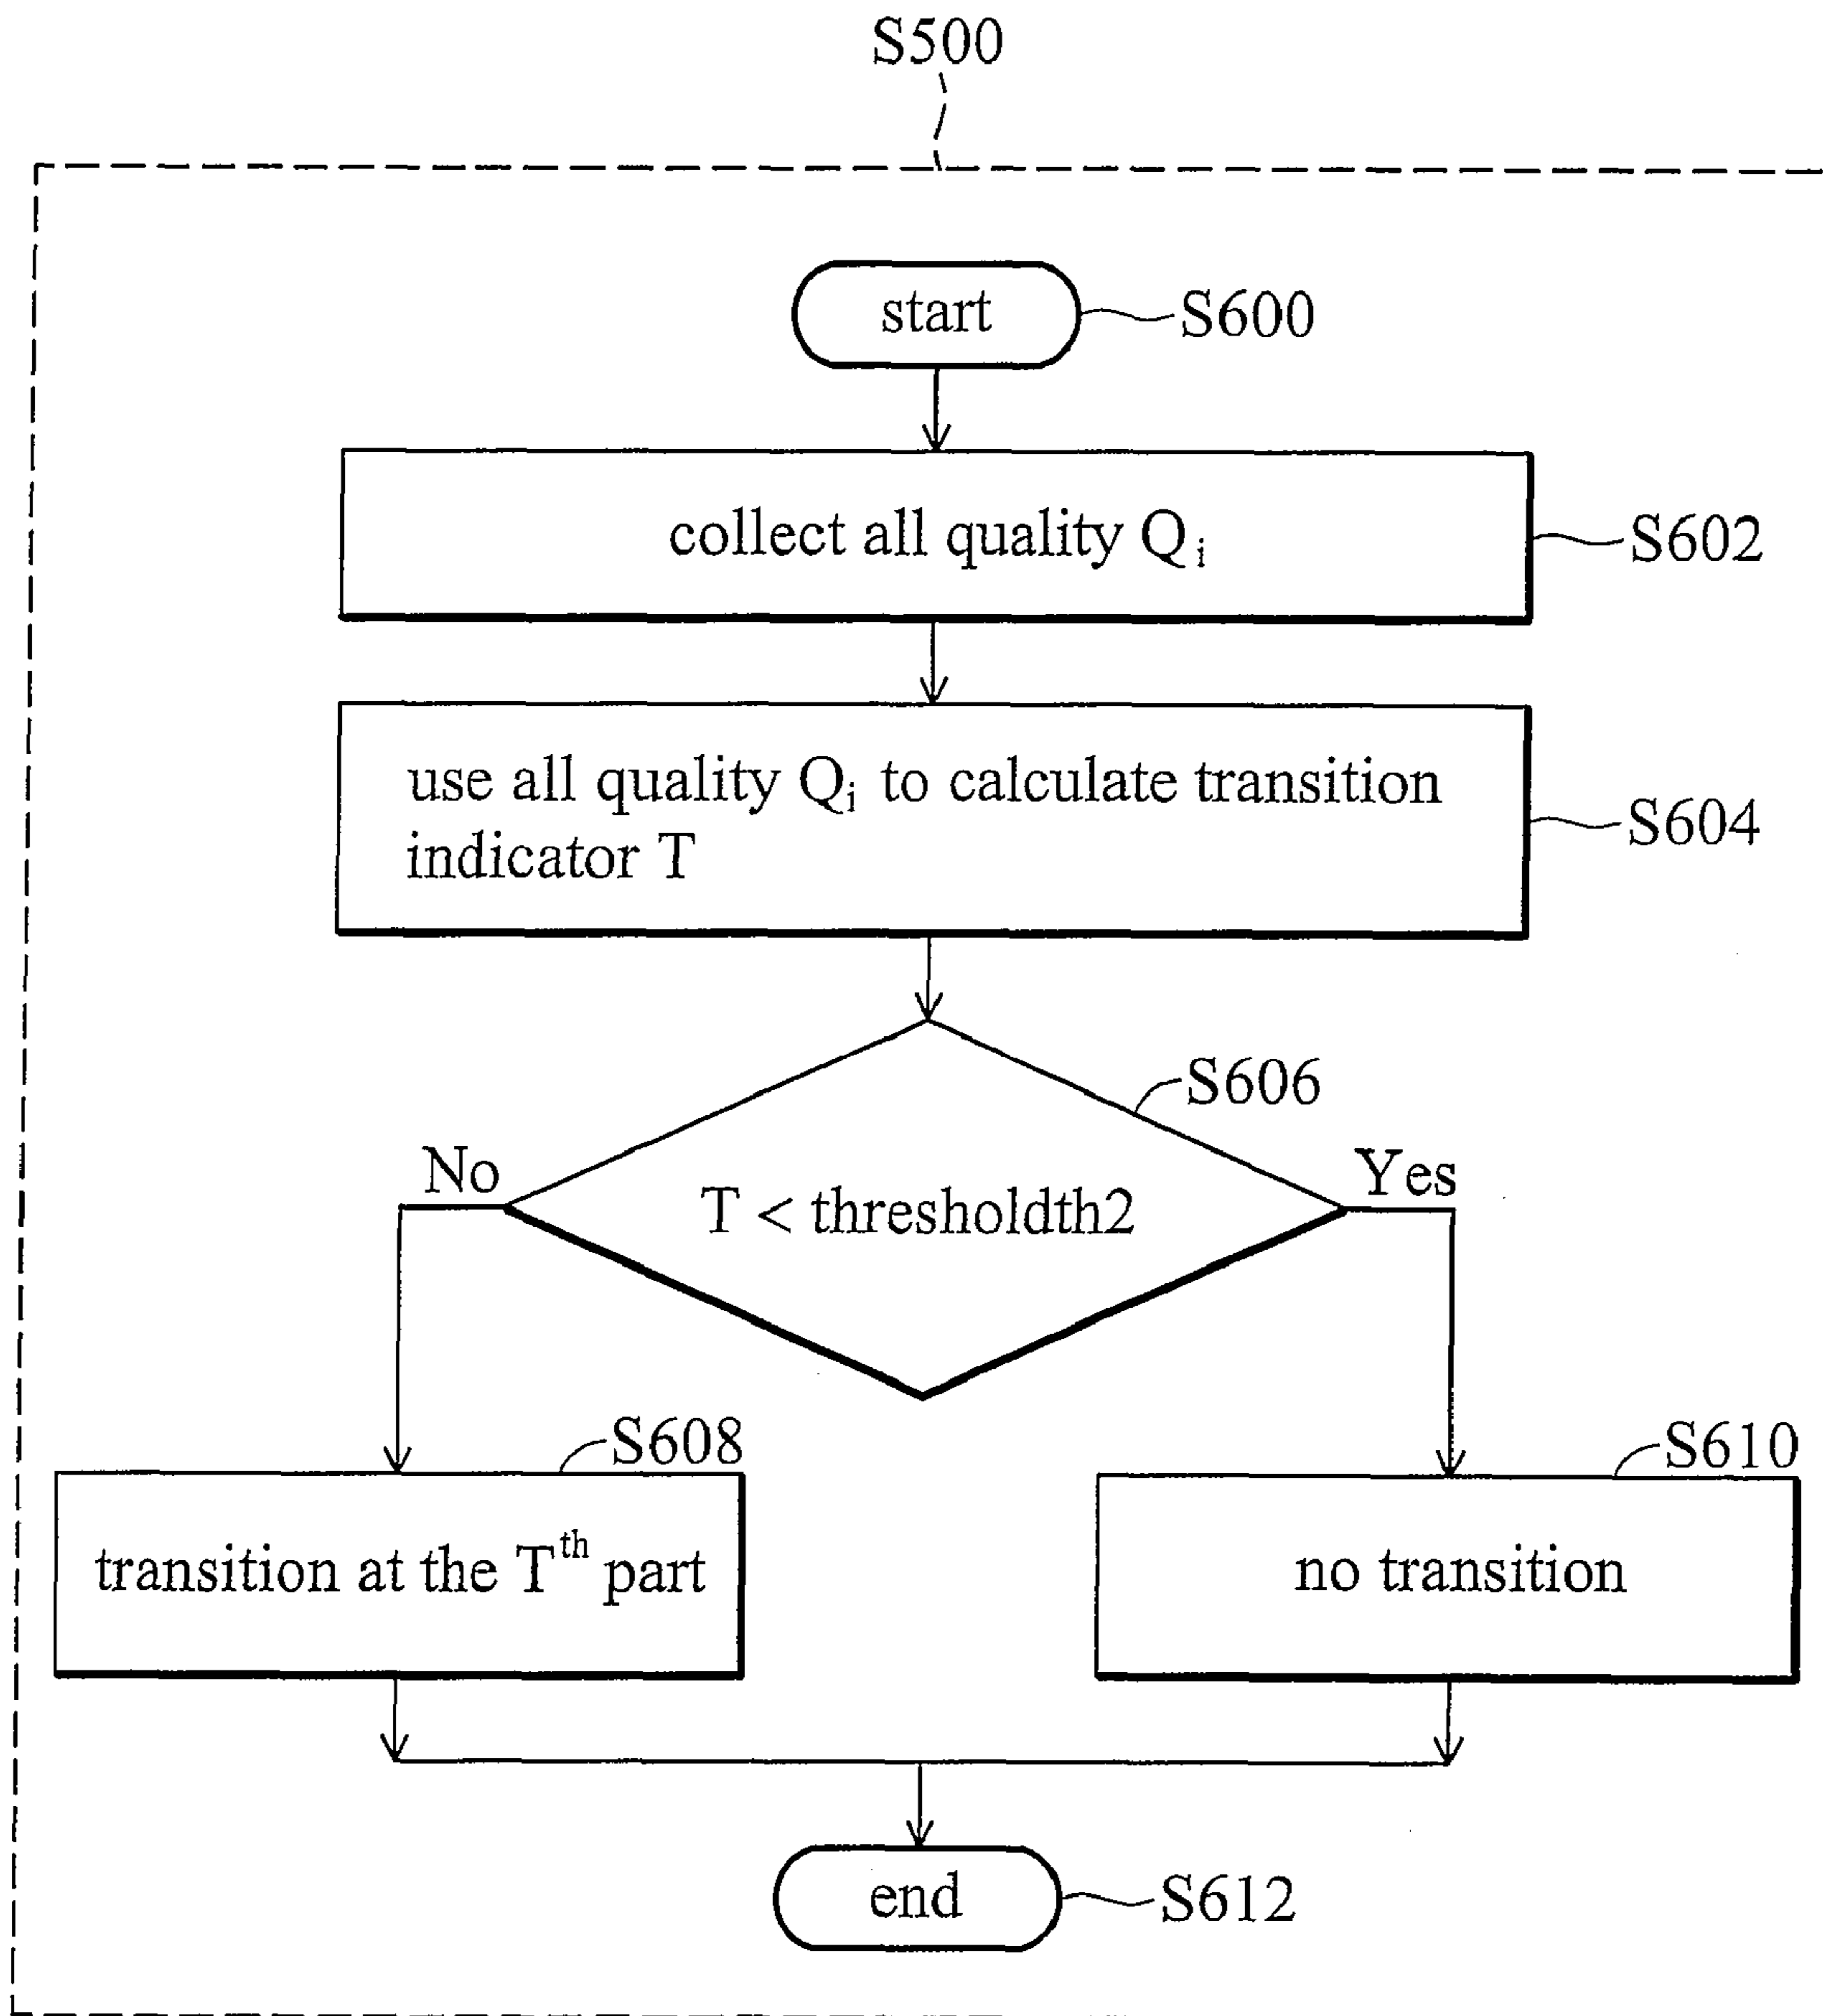 S500
start
S600
collect all quality Qi
S602
use all quality Qi to calculate transition
indicator T
S604
S606
No
T < thresholdth2
Yes
S608
S610
transition at the Tth part
no transition
end
S612